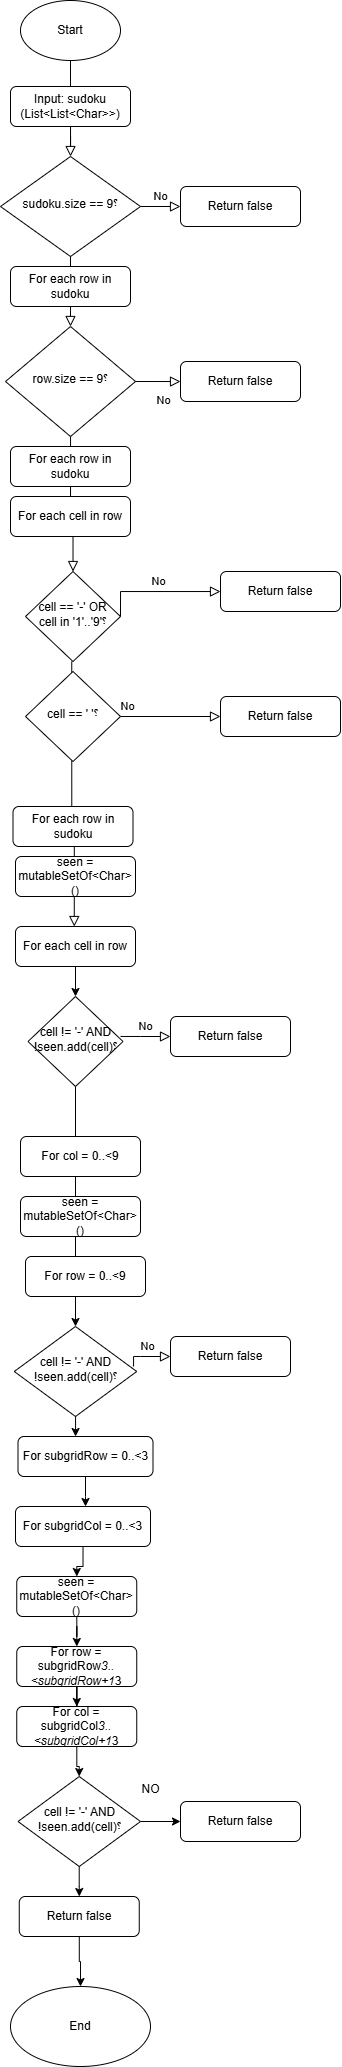 Start
Input: sudoku
(List<List<Char>>)
sudoku.size == 9؟
No
Return false
For each row in
sudoku
row.size == 9؟
No
Return false
For each row in
sudoku
For each cell in row
cell == '-' OR
cell in '1'..'9'؟
No
Return false
cell == ' '؟
No
Return false
For each row in
sudoku
seen =
mutableSetOf<Char>
()
For each cell in row
cell != '-' AND
!seen.add(cell)؟
No
Return false
For col = 0..<9
seen =
mutableSetOf<Char>
()
For row = 0..<9
cell != '-' AND
!seen.add(cell)؟
No
Return false
For subgridRow = 0..<3
For subgridCol = 0..<3
seen =
mutableSetOf<Char>
()
For row =
subgridRow3..
<subgridRow+13
For col =
subgridCol3..
<subgridCol+13
cell != '-' AND
!seen.add(cell)؟
NO
Return false
Return false
End